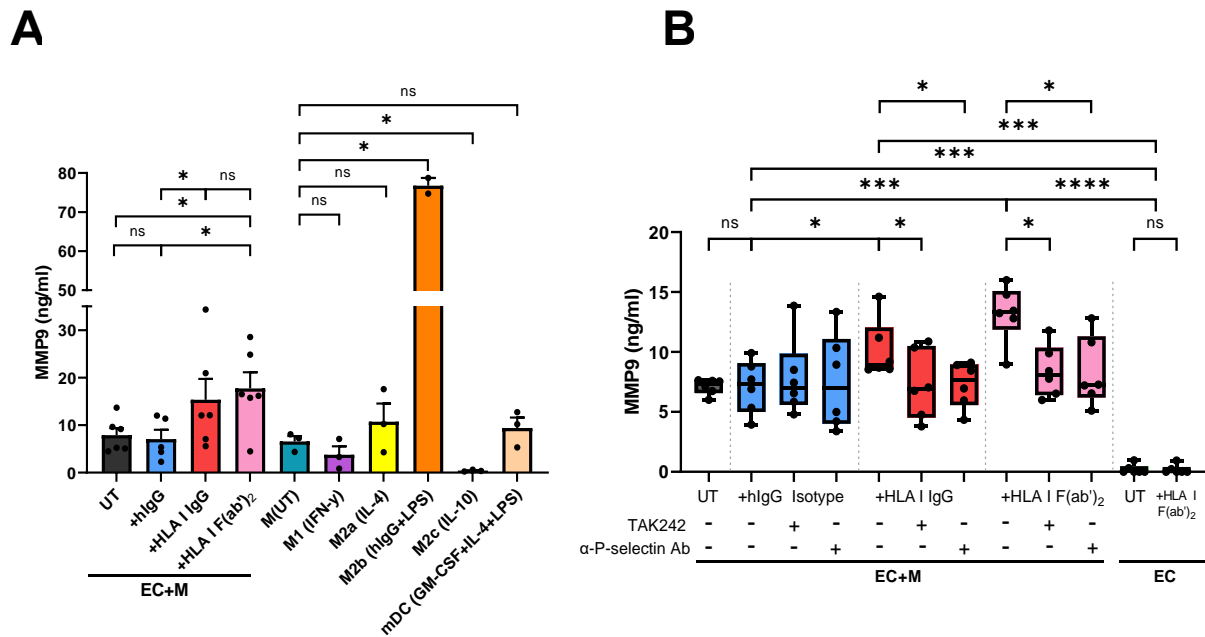 A
B
ns
*
*
ns
ns
*
ns
*
ns
*
80
70
60
50
30
20
10
0
MMP9 (ng/ml)
UT
+hIgG
+HLA I IgG
+HLA I F(ab')2
M(UT)
M1 (IFN-y)
M2a (IL-4)
M2b (hIgG+LPS)
M2c (IL-10)
mDC (GM-CSF+IL-4+LPS)
EC+M
* *
***
***
*** ****
ns * * * ns
20
15
10
5
0
MMP9 (ng/ml)
UT +hIgG Isotype +HLA I IgG +HLA I F(ab')2 UT +HLA I
F(ab')2
TAK242 - - + - - + - - + - - -
α-P-selectin Ab - - - + - - + - - + - -
EC+M EC